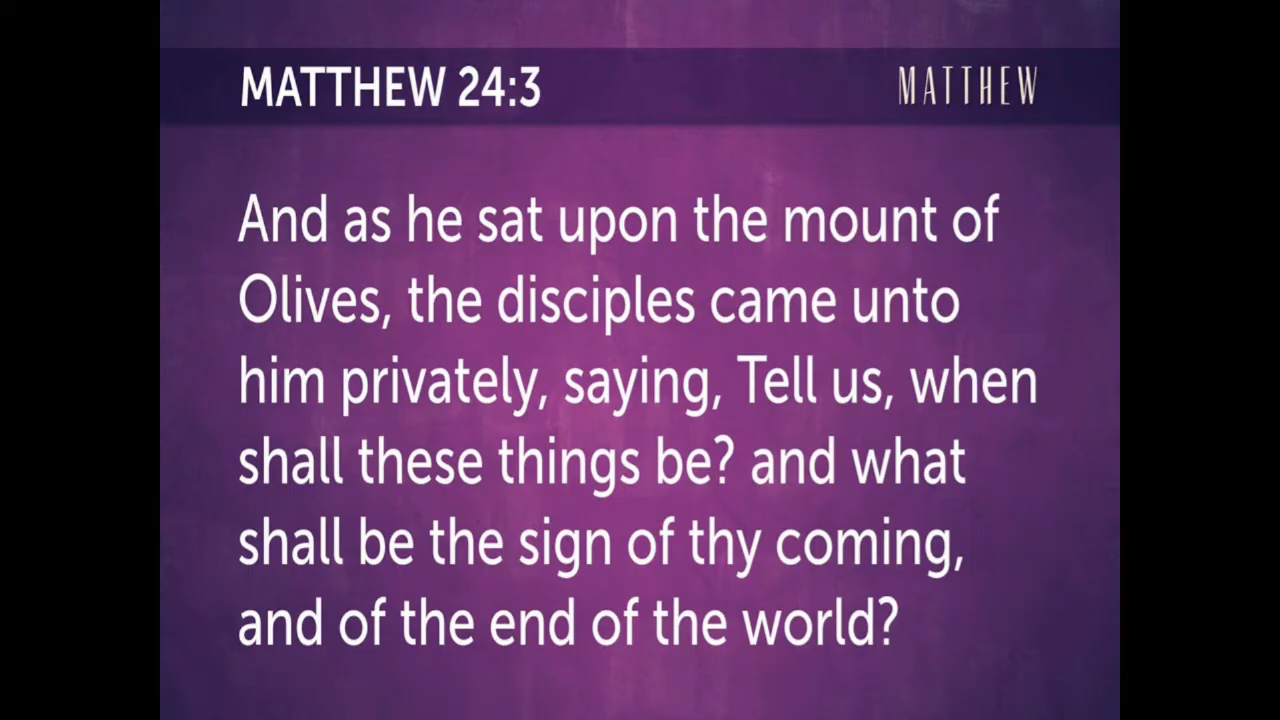 MATTHEW 24:3
MATTHEW
And as he sat upon the mount of
Olives, the disciples came unto
him privately, saying, Tell us, when
shall these things be? and what
shall be the sign of thy coming,
and of the end of the world?